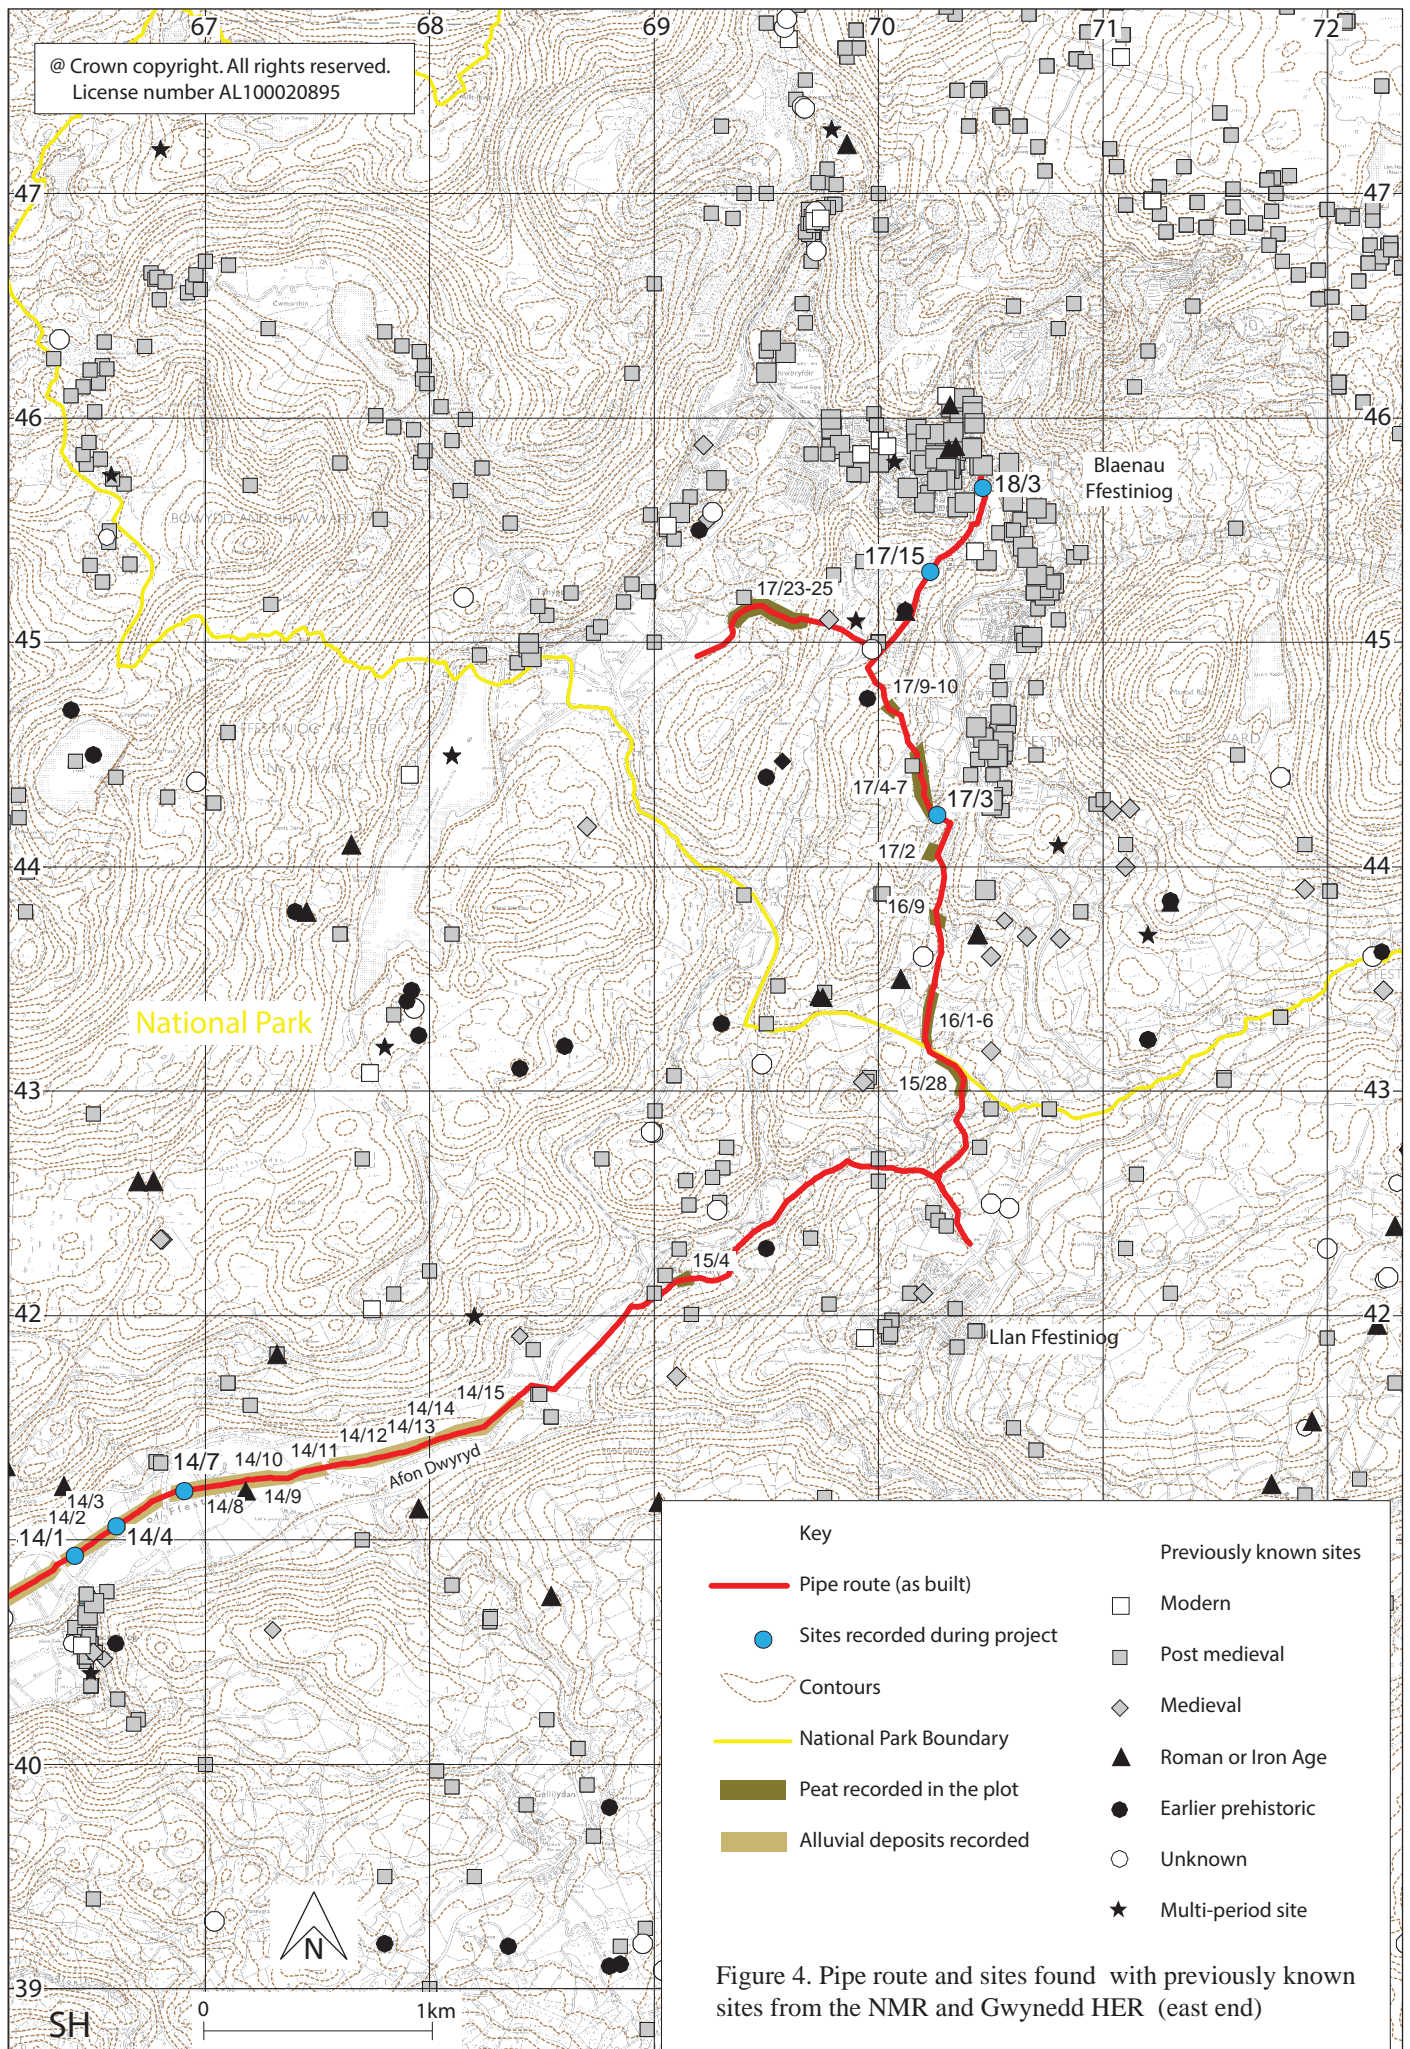 67 68 69 70 71 72
@ Crown copyright. All rights reserved.
License number AL100020895
47 47
Cwmorthin
46 46
Blaenau
Ffestiniog
18/3
17/15
17/23-25
45
17/9-10
17/4-7
17/3
17/2
44 44
16/9
National Park
16/1-6
15/28
43 43
15/4
42 42
Llan Ffestiniog
14/15
14/14
14/13
14/12
14/11
14/10
14/9
14/8
14/7
Afon Dwyryd
14/3
14/2
14/1
14/4
Gellilydan
40
39
N
SH
0 1km
Key
Pipe route (as built)
Sites recorded during project
Contours
National Park Boundary
Peat recorded in the plot
Alluvial deposits recorded
Previously known sites
Modern
Post medieval
Medieval
Roman or Iron Age
Earlier prehistoric
Unknown
Multi-period site
Figure 4. Pipe route and sites found with previously known
sites from the NMR and Gwynedd HER (east end)